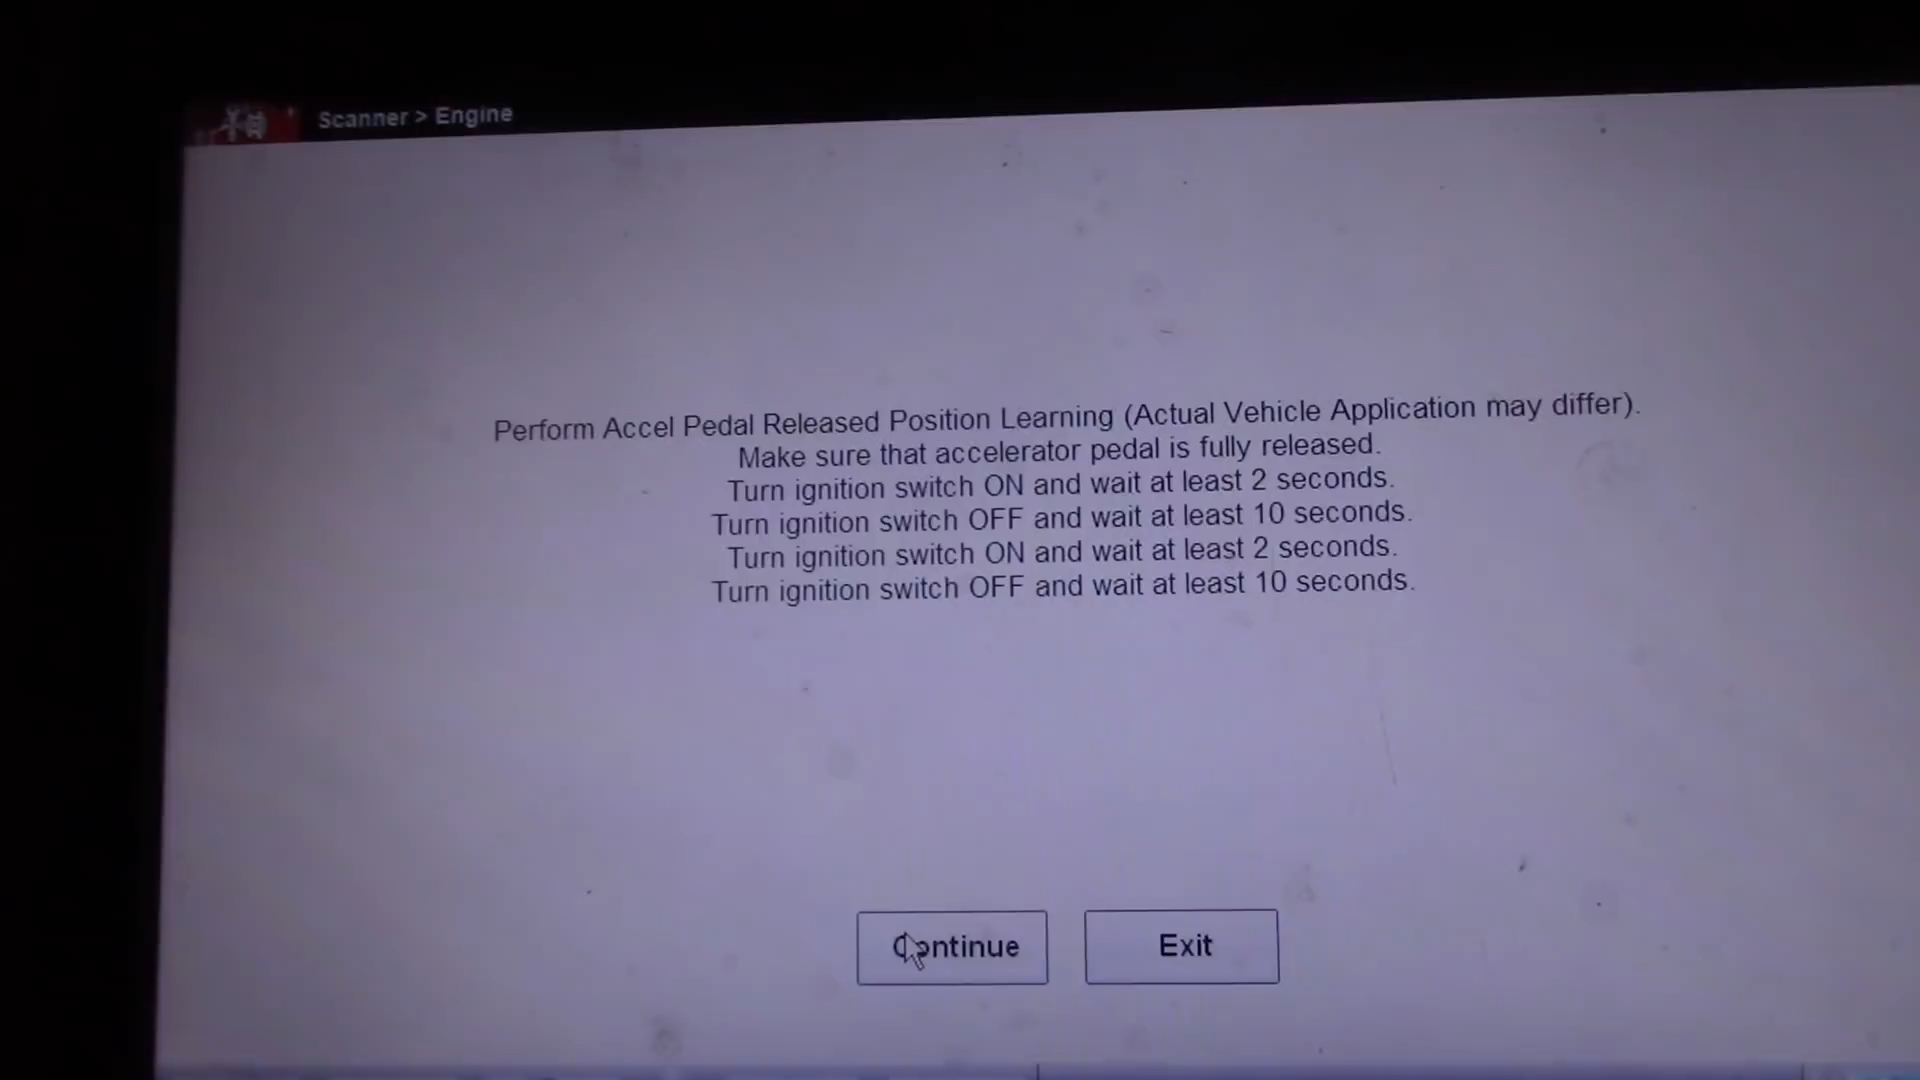 Scanner > Engine
Perform Accel Pedal Released Position Learning (Actual Vehicle Application may differ).
Make sure that accelerator pedal is fully released.
Turn ignition switch ON and wait at least 2 seconds.
Turn ignition switch OFF and wait at least 10 seconds.
Turn ignition switch ON and wait at least 2 seconds.
Turn ignition switch OFF and wait at least 10 seconds.
Continue
Exit